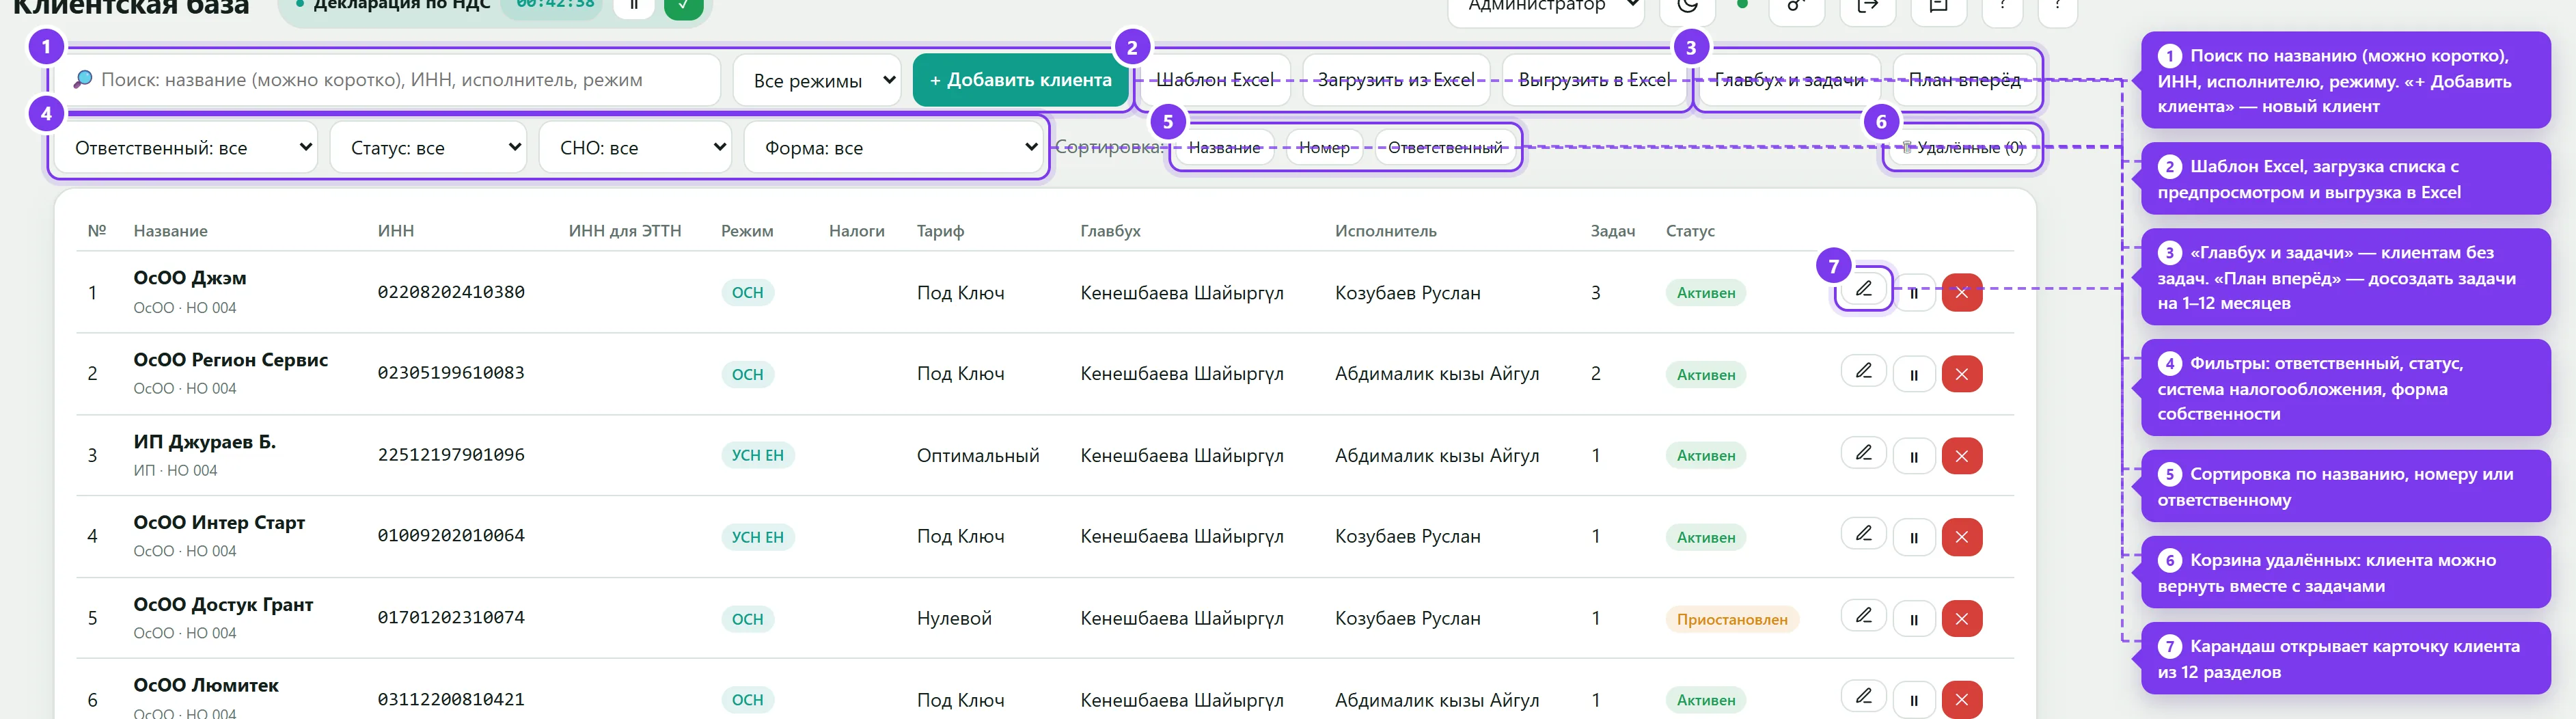 Клиентская база
Декларация по НДС 00:42:38
Администратор
? ?
1 2 3
Поиск: название (можно коротко), ИНН, исполнитель, режим
Все режимы
+ Добавить клиента
Шаблон Excel
Загрузить из Excel
Выгрузить в Excel
Главбух и задачи
План вперёд
4 5 6
Ответственный: все
Статус: все
СНО: все
Форма: все
Сортировка:
Название
Номер
Ответственный
Удалённые (0)
№ Название ИНН ИНН для ЭТТН Режим Налоги Тариф Главбух Исполнитель Задач Статус
7
1 ОсОО Джэм 02208202410380 ОСН Под Ключ Кенешбаева Шайыргүл Козубаев Руслан 3 Активен
ОсОО · НО 004
2 ОсОО Регион Сервис 02305199610083 ОСН Под Ключ Кенешбаева Шайыргүл Абдималик кызы Айгул 2 Активен
ОсОО · НО 004
3 ИП Джураев Б. 22512197901096 УСН ЕН Оптимальный Кенешбаева Шайыргүл Абдималик кызы Айгул 1 Активен
ИП · НО 004
4 ОсОО Интер Старт 01009202010064 УСН ЕН Под Ключ Кенешбаева Шайыргүл Козубаев Руслан 1 Активен
ОсОО · НО 004
5 ОсОО Достук Грант 01701202310074 ОСН Нулевой Кенешбаева Шайыргүл Козубаев Руслан 1 Приостановлен
ОсОО · НО 004
6 ОсОО Люмитек 03112200810421 ОСН Под Ключ Кенешбаева Шайыргүл Абдималик кызы Айгул 1 Активен
ОсОО · НО 004
1 Поиск по названию (можно коротко),
ИНН, исполнителю, режиму. «+ Добавить
клиента» — новый клиент
2 Шаблон Excel, загрузка списка с
предпросмотром и выгрузка в Excel
3 «Главбух и задачи» — клиентам без
задач. «План вперёд» — досоздать задачи
на 1–12 месяцев
4 Фильтры: ответственный, статус,
система налогообложения, форма
собственности
5 Сортировка по названию, номеру или
ответственному
6 Корзина удалённых: клиента можно
вернуть вместе с задачами
7 Карандаш открывает карточку клиента
из 12 разделов